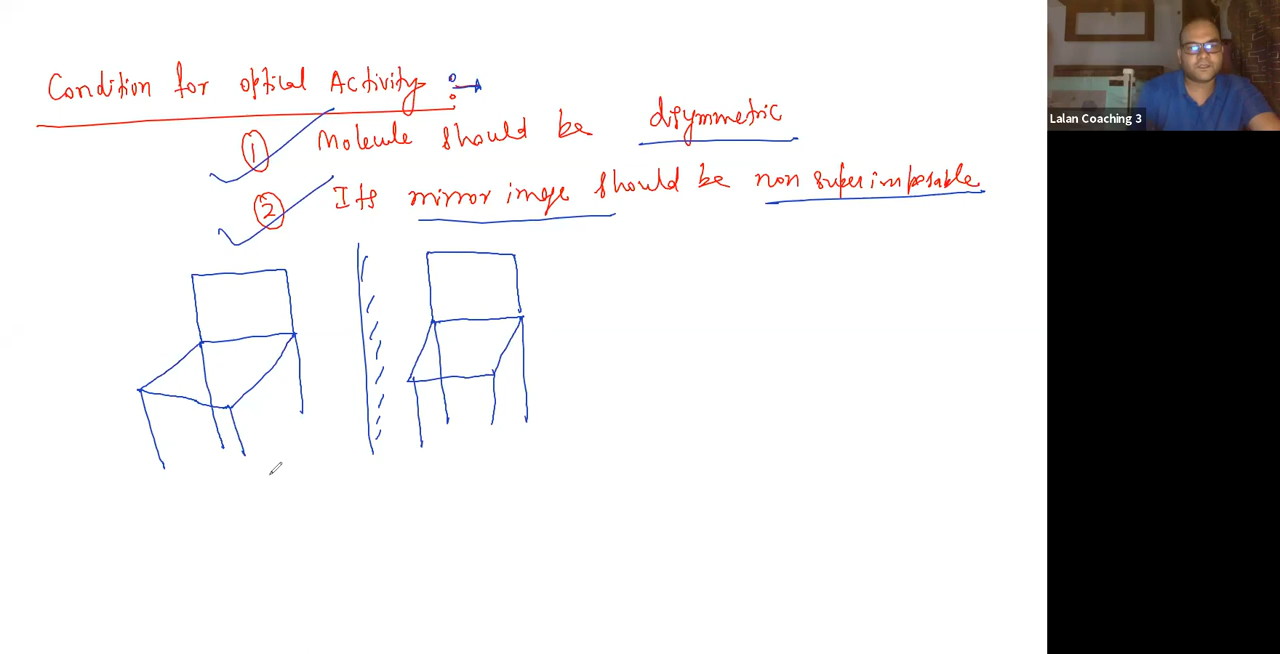 Condition for optical Activity :→
① Molecule should be disymmetric
② Its mirror image should be non superimposable
Lalan Coaching 3